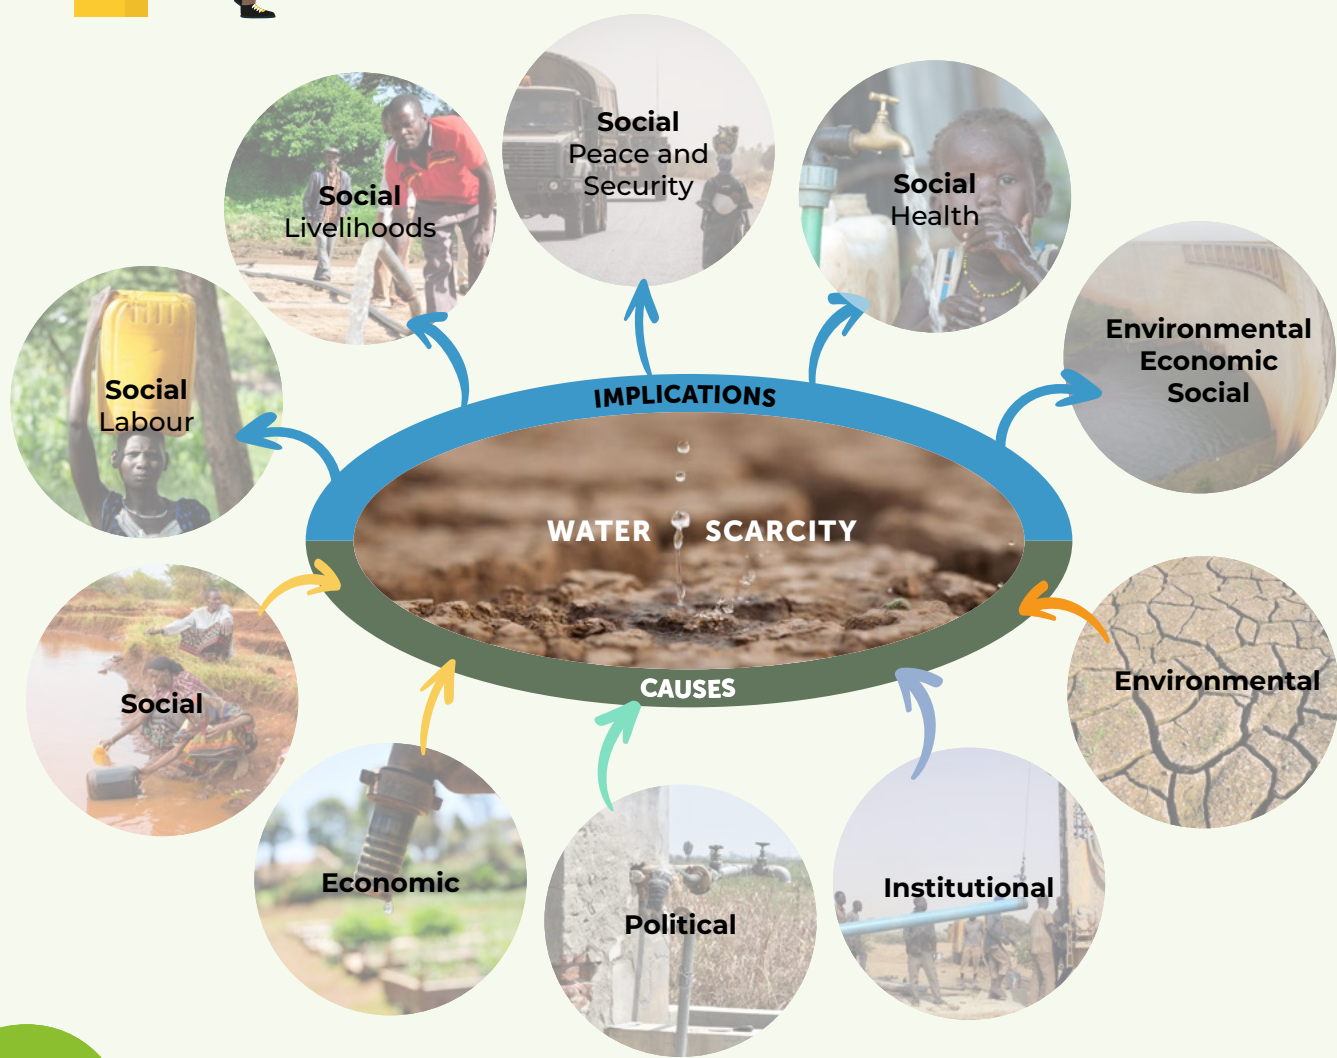 Social
Peace and
Security
Social
Livelihoods
Social
Health
Environmental
Economic
Social
Social
Labour
IMPLICATIONS
WATER SCARCITY
CAUSES
Social
Economic
Political
Institutional
Environmental